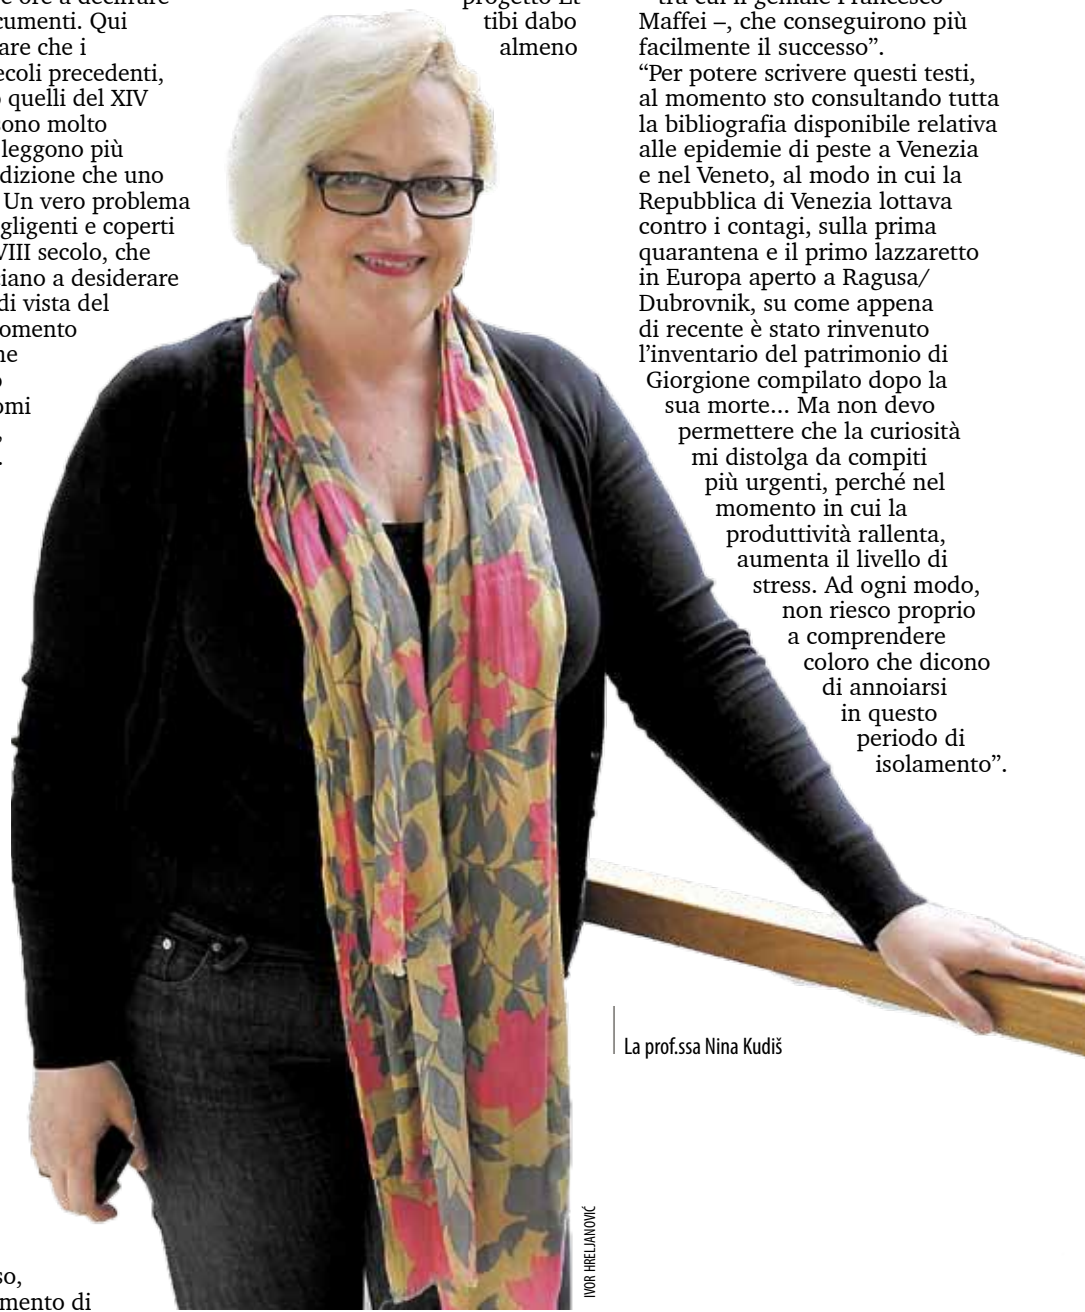 cumenti. Qui
are che i
ecoli precedenti,
quelli del XIV
sono molto
leggono più
dizione che uno
Un vero problema
gligenti e coperti
VIII secolo, che
ciano a desiderare
di vista del
omento
ne
o
omi
,
.
so,
mento di
progetto Et
tibi dabo
almeno
tra cui il geniale Francesco
Maffei –, che conseguirono più
facilmente il successo”.
“Per potere scrivere questi testi,
al momento sto consultando tutta
la bibliografia disponibile relativa
alle epidemie di peste a Venezia
e nel Veneto, al modo in cui la
Repubblica di Venezia lottava
contro i contagi, sulla prima
quarantena e il primo lazzaretto
in Europa aperto a Ragusa/
Dubrovnik, su come appena
di recente è stato rinvenuto
l’inventario del patrimonio di
Giorgione compilato dopo la
sua morte... Ma non devo
permettere che la curiosità
mi distolga da compiti
più urgenti, perché nel
momento in cui la
produttività rallenta,
aumenta il livello di
stress. Ad ogni modo,
non riesco proprio
a comprendere
coloro che dicono
di annoiarsi
in questo
periodo di
isolamento”.
La prof.ssa Nina Kudiš
IVOR HRELJANOVIĆ